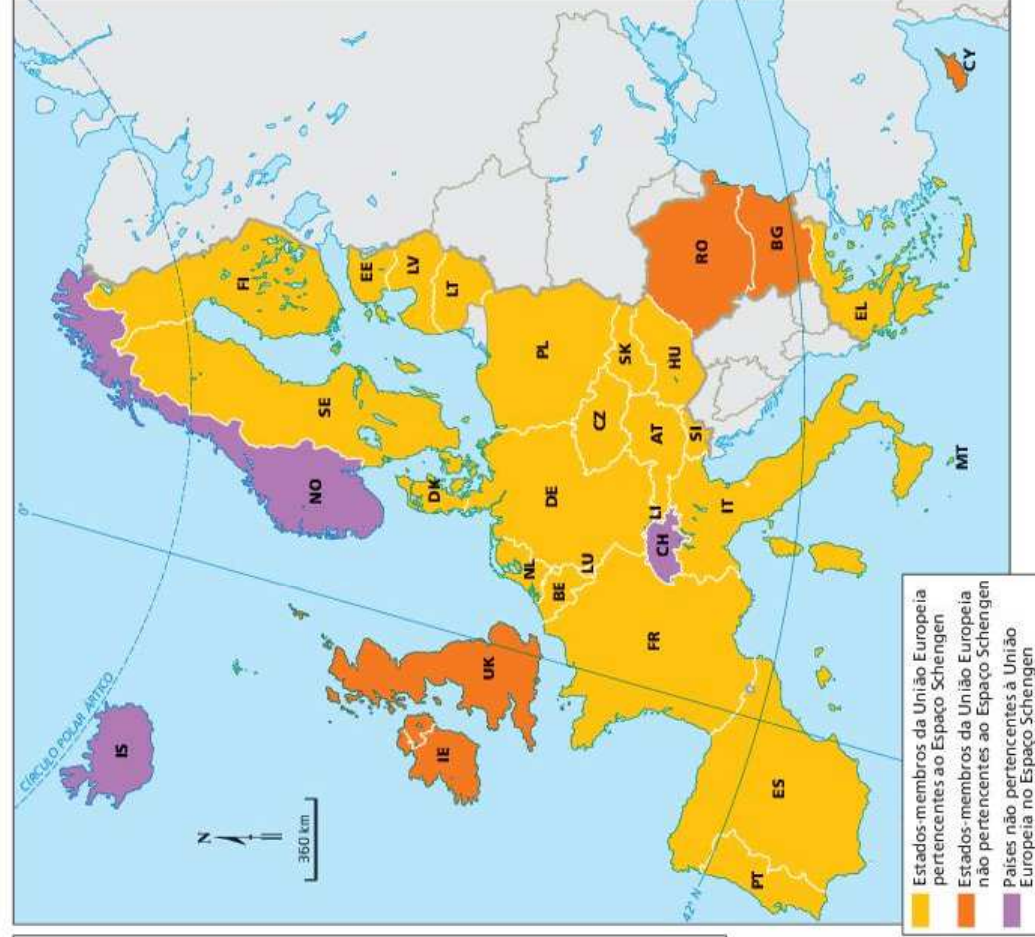 CÍRCULO POLAR ÁRTICO
0°
IS
NO
SE
FI
EE
LV
LT
DK
IE
UK
NL
BE
LU
DE
PL
CZ
SK
AT
HU
SI
LI
CH
FR
IT
RO
BG
EL
PT
ES
MT
CY
42° N
N
360 km
Estados-membros da União Europeia
pertencentes ao Espaço Schengen
Estados-membros da União Europeia
não pertencentes ao Espaço Schengen
Países não pertencentes à União
Europeia no Espaço Schengen